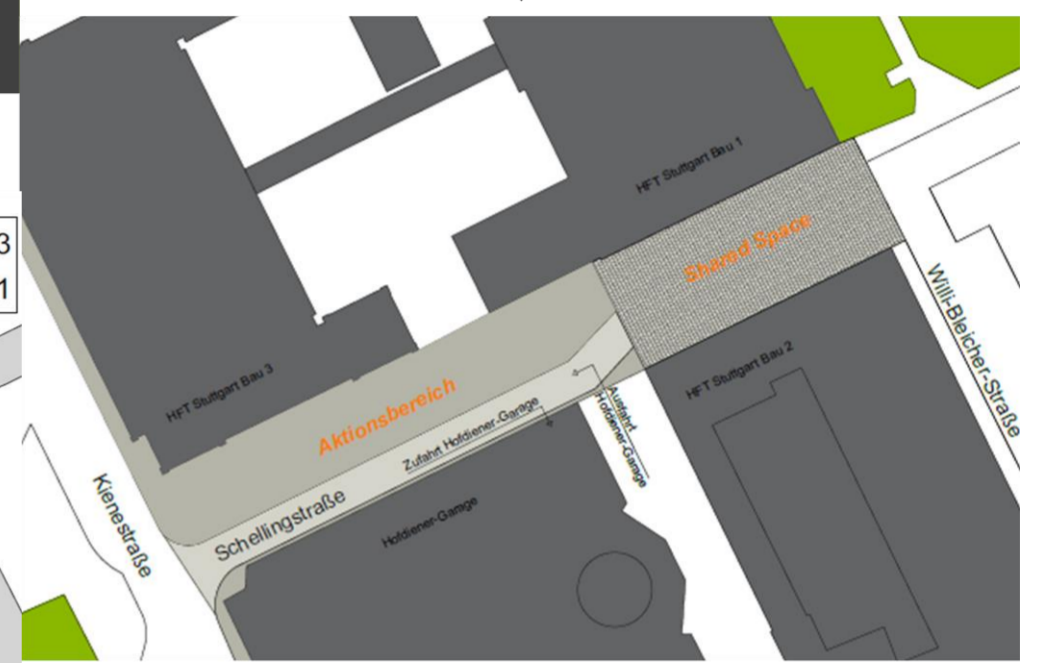 3
1
HFT Stuttgart Bau 1
Shared Space
Willi-Bleicher-Straße
HFT Stuttgart Bau 2
HFT Stuttgart Bau 3
Aktionsbereich
Ausfahrt
Hofdiener-Garage
Zufahrt Hofdiener-Garage
Kienestraße
Schellingstraße
Hofdiener-Garage